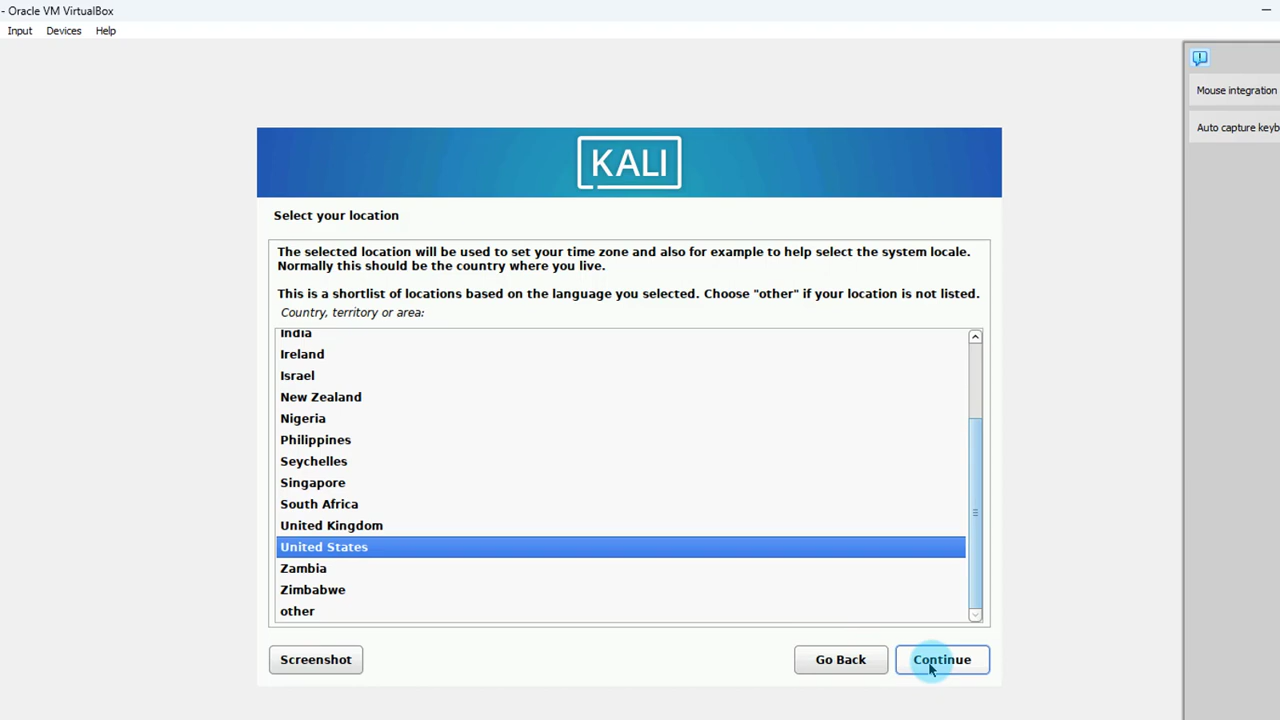 - Oracle VM VirtualBox
Input Devices Help
Mouse integration
Auto capture keyb
KALI
Select your location
The selected location will be used to set your time zone and also for example to help select the system locale.
Normally this should be the country where you live.
This is a shortlist of locations based on the language you selected. Choose "other" if your location is not listed.
Country, territory or area:
India
Ireland
Israel
New Zealand
Nigeria
Philippines
Seychelles
Singapore
South Africa
United Kingdom
United States
Zambia
Zimbabwe
other
Screenshot
Go Back
Continue